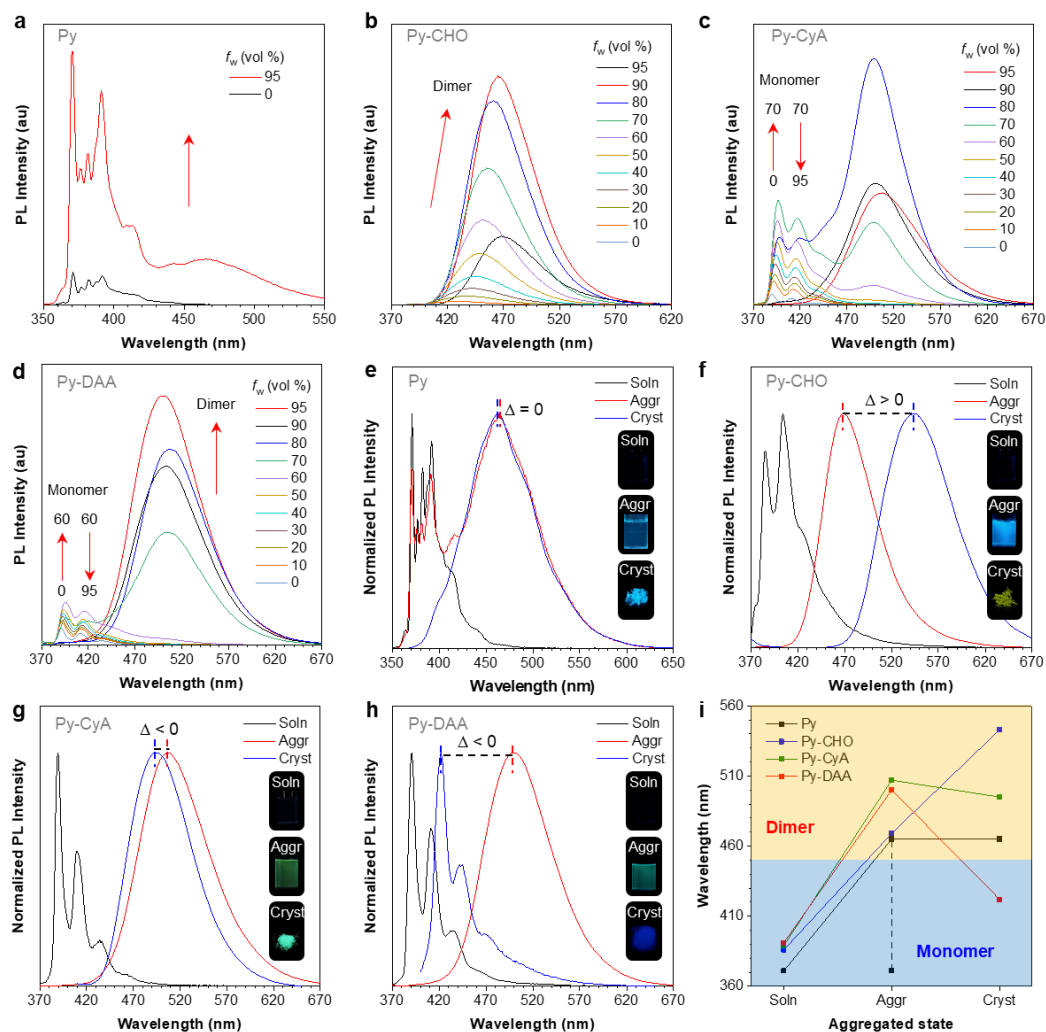 a
Py
f_w (vol %)
95
0
PL Intensity (au)
350
400
450
500
550
Wavelength (nm)
b
Py-CHO
Dimer
f_w (vol %)
95
90
80
70
60
50
40
30
20
10
0
PL Intensity (au)
370
420
470
520
570
620
Wavelength (nm)
c
Py-CyA
Monomer
70 70
0 95
f_w (vol %)
95
90
80
70
60
50
40
30
20
10
0
PL Intensity (au)
370
420
470
520
570
620
670
Wavelength (nm)
d
Py-DAA
Monomer
60 60
0 95
Dimer
f_w (vol %)
95
90
80
70
60
50
40
30
20
10
0
PL Intensity (au)
370
420
470
520
570
620
670
Wavelength (nm)
e
Py
Δ = 0
Soln
Aggr
Cryst
Soln
Aggr
Cryst
Normalized PL Intensity
350
400
450
500
550
600
650
Wavelength (nm)
f
Py-CHO
Δ > 0
Soln
Aggr
Cryst
Soln
Aggr
Cryst
Normalized PL Intensity
370
420
470
520
570
620
670
Wavelength (nm)
g
Py-CyA
Δ < 0
Soln
Aggr
Cryst
Soln
Aggr
Cryst
Normalized PL Intensity
370
420
470
520
570
620
670
Wavelength (nm)
h
Py-DAA
Δ < 0
Soln
Aggr
Cryst
Soln
Aggr
Cryst
Normalized PL Intensity
370
420
470
520
570
620
670
Wavelength (nm)
i
Py
Py-CHO
Py-CyA
Py-DAA
Dimer
Monomer
Wavelength (nm)
560
510
460
410
360
Soln
Aggr
Cryst
Aggregated state